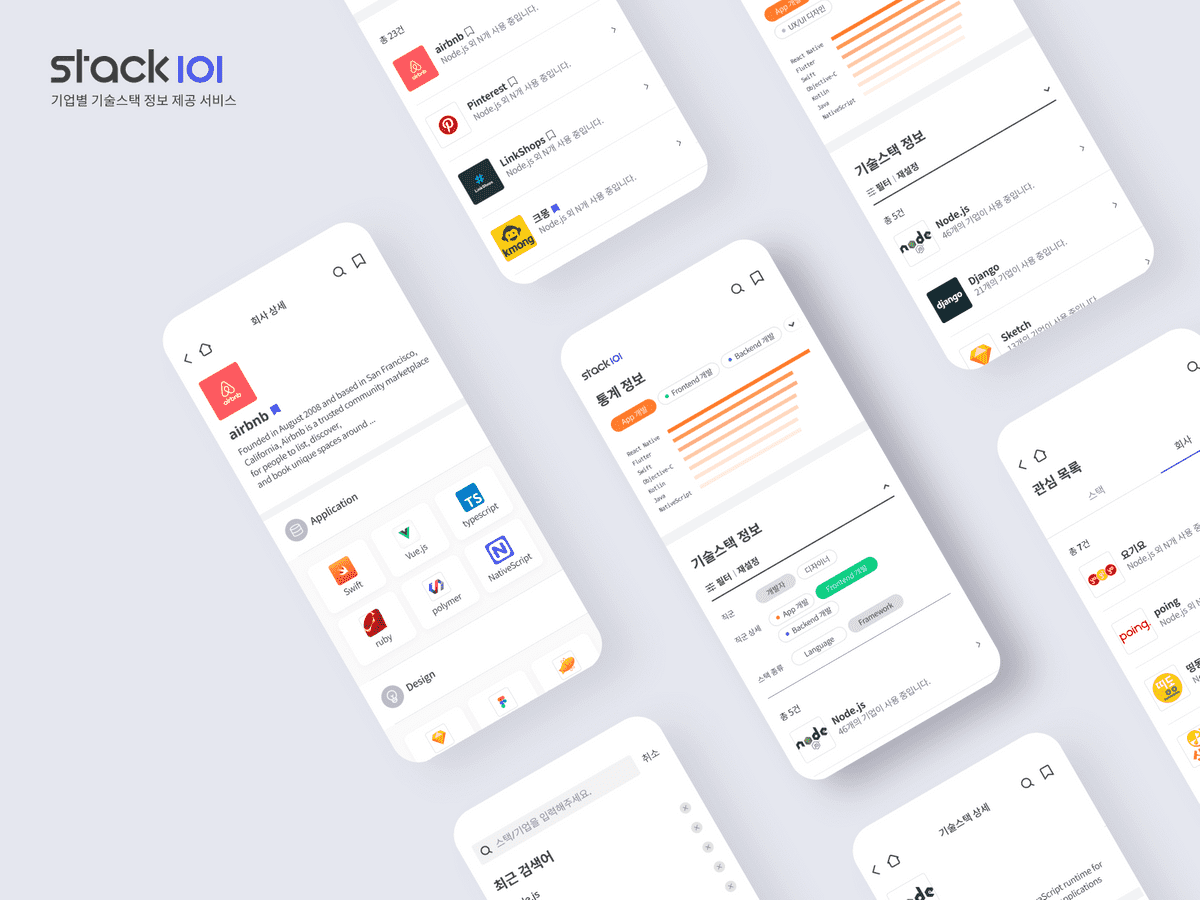 stack 101
기업별 기술스택 정보 제공 서비스
총 23건
airbnb
airbnb
Node.js 외 N개 사용 중입니다.
Pinterest
Node.js 외 N개 사용 중입니다.
LinkShops
LinkShops
Node.js 외 N개 사용 중입니다.
kmong
크몽
Node.js 외 N개 사용 중입니다.
App 개발
UX/UI 디자인
React Native
Flutter
Swift
Objective-C
Kotlin
Java
NativeScript
기술스택 정보
필터 | 재설정
총 5건
node
Node.js
46개의 기업이 사용 중입니다.
django
Django
21개의 기업이 사용 중입니다.
Sketch
13개의 기업이 사용 중입니다.
회사 상세
airbnb
airbnb
Founded in August 2008 and based in San Francisco,
California, Airbnb is a trusted community marketplace
for people to list, discover,
and book unique spaces around ...
Application
Swift
Vue.js
TS
typescript
ruby
polymer
NativeScript
Design
stack 101
통계 정보
App 개발
Frontend 개발
Backend 개발
React Native
Flutter
Swift
Objective-C
Kotlin
Java
NativeScript
기술스택 정보
필터 | 재설정
직군
개발자
디자이너
직군 상세
App 개발
Frontend 개발
Backend 개발
스택 종류
Language
Framework
총 5건
node
Node.js
46개의 기업이 사용 중입니다.
관심 목록
스택
회사
총 7건
요기요
Node.js 외 N개 사용
poing.
poing
Node.js 외 N
띵동
취소
스택/기업을 입력해주세요.
최근 검색어
기술스택 상세